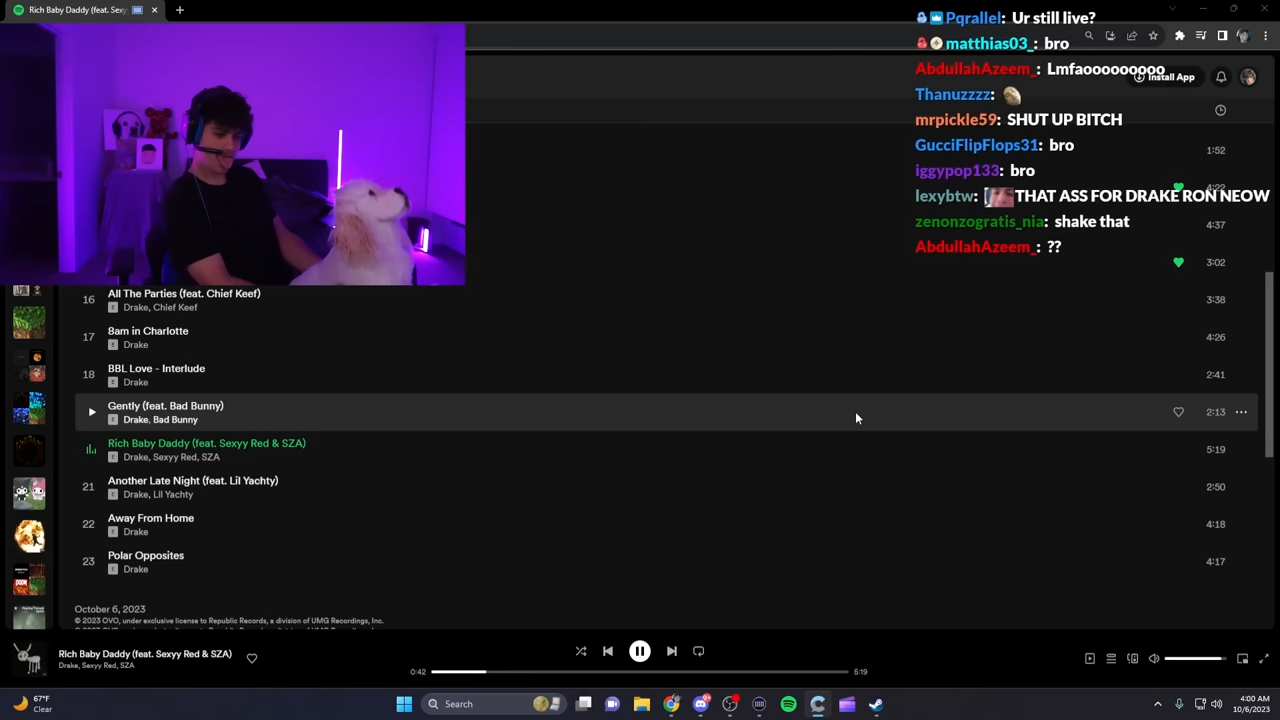 Rich Baby Daddy (feat. Sexy
Pqrallel: Ur still live?
matthias03_: bro
AbdullahAzeem_: Lmfaooooooooo
Install App
Thanuzzzz:
mrpickle59: SHUT UP BITCH
GucciFlipFlops31: bro
1:52
iggypop133: bro
4:22
lexybtw: THAT ASS FOR DRAKE RON NEOW
zenonzogratis_nia: shake that
4:37
AbdullahAzeem_: ??
3:02
16 All The Parties (feat. Chief Keef) 3:38
E Drake, Chief Keef
17 8am in Charlotte 4:26
E Drake
18 BBL Love - Interlude 2:41
E Drake
Gently (feat. Bad Bunny) 2:13
E Drake, Bad Bunny
Rich Baby Daddy (feat. Sexyy Red & SZA) 5:19
E Drake, Sexyy Red, SZA
21 Another Late Night (feat. Lil Yachty) 2:50
E Drake, Lil Yachty
22 Away From Home 4:18
E Drake
23 Polar Opposites 4:17
E Drake
October 6, 2023
© 2023 OVO, under exclusive license to Republic Records, a division of UMG Recordings, Inc.
Rich Baby Daddy (feat. Sexyy Red & SZA)
Drake, Sexyy Red, SZA
0:42 5:19
67°F
Clear
Search
4:00 AM
10/6/2023